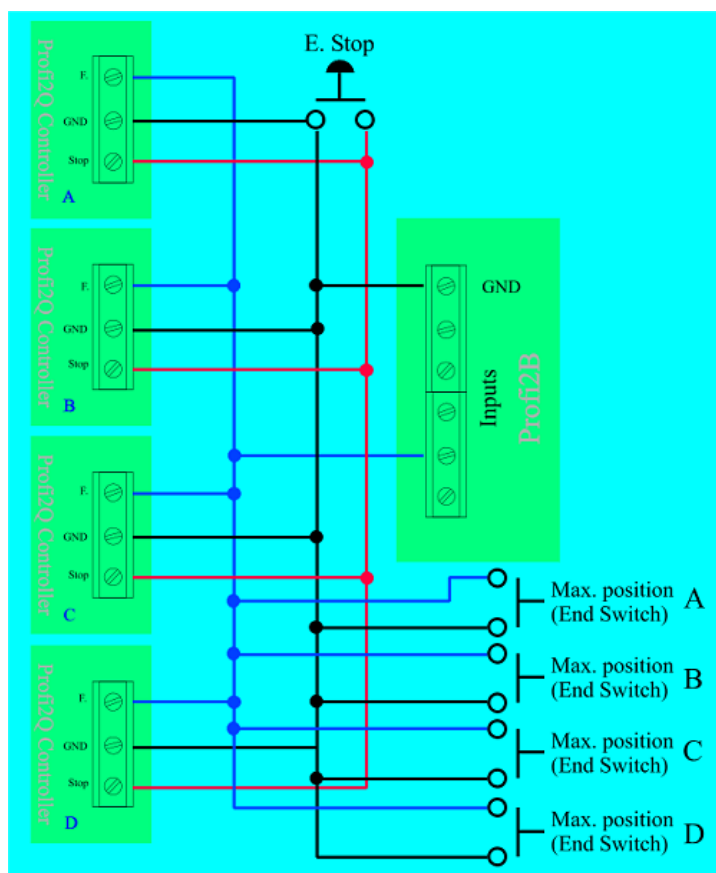 E. Stop
Profi2Q Controller
F.
GND
Stop
A
Profi2Q Controller
F.
GND
Stop
B
Profi2Q Controller
F.
GND
Stop
C
Profi2Q Controller
F.
GND
Stop
D
GND
Inputs
Profi2B
Max. position
(End Switch)
A
Max. position
(End Switch)
B
Max. position
(End Switch)
C
Max. position
(End Switch)
D